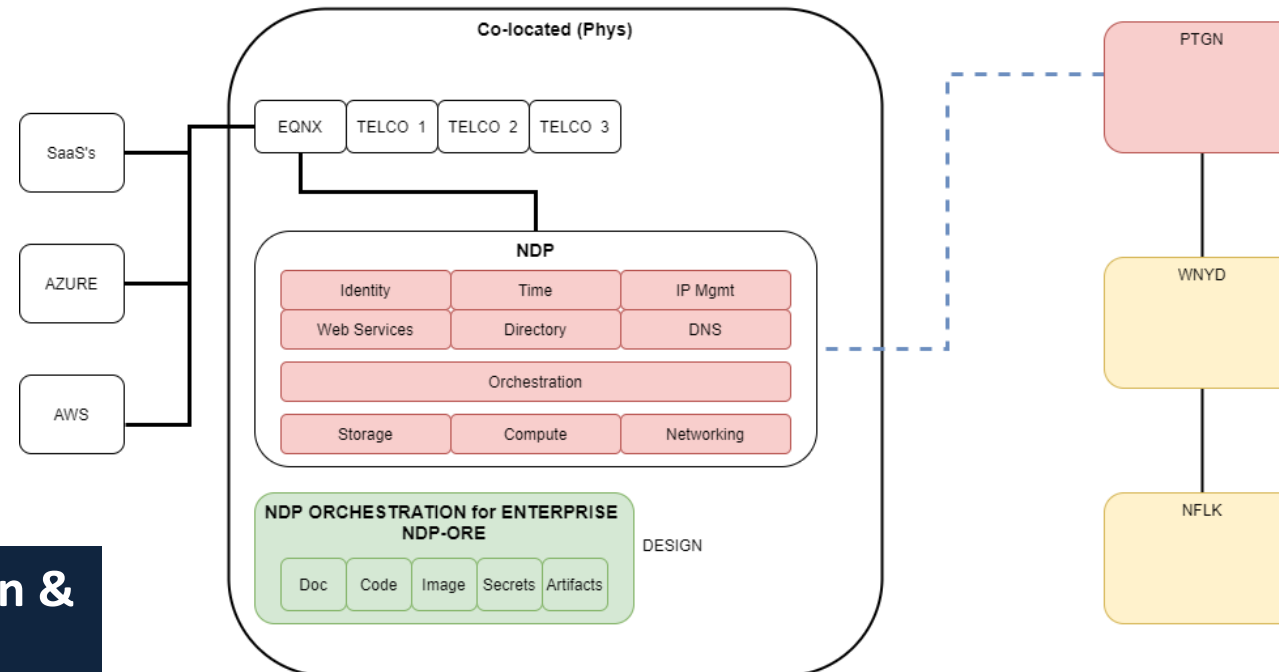 Co-located (Phys)
PTGN
EQNX
TELCO 1
TELCO 2
TELCO 3
SaaS's
NDP
AZURE
Identity
Time
IP Mgmt
WNYD
Web Services
Directory
DNS
Orchestration
AWS
Storage
Compute
Networking
NDP ORCHESTRATION for ENTERPRISE
NDP-ORE
DESIGN
NFLK
Doc
Code
Image
Secrets
Artifacts
n &